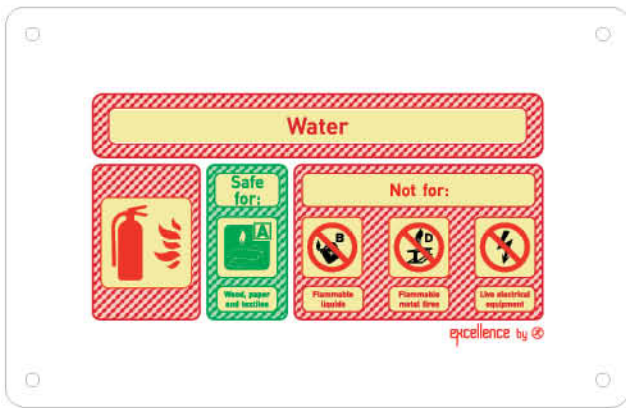 Water
Safe
for:
Not for:
A
B
D
Wood, paper
and textiles
Flammable
liquids
Flammable
metal fires
Live electrical
equipment
excellence by